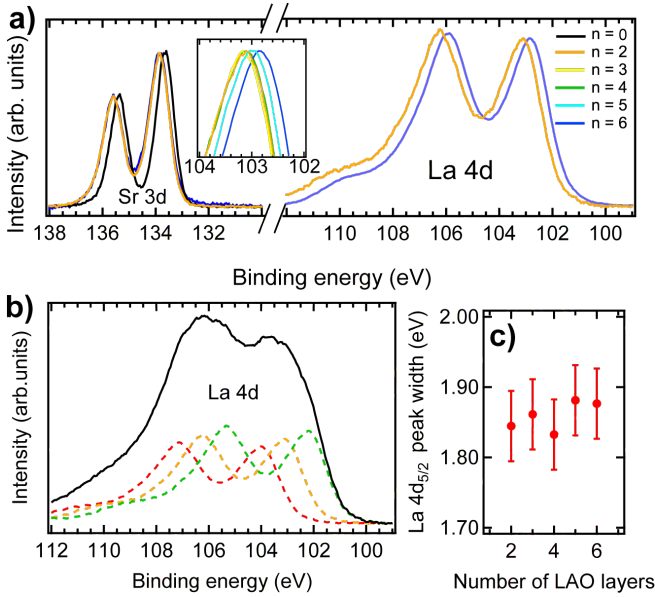 a)
Intensity (arb. units)
Sr 3d
La 4d
n = 0
n = 2
n = 3
n = 4
n = 5
n = 6
104 103 102
138 136 134 132 110 108 106 104 102 100
Binding energy (eV)
b)
Intensity (arb.units)
La 4d
112 110 108 106 104 102 100
Binding energy (eV)
c)
La 4d5/2 peak width (eV)
2.00
1.90
1.80
1.70
2 4 6
Number of LAO layers